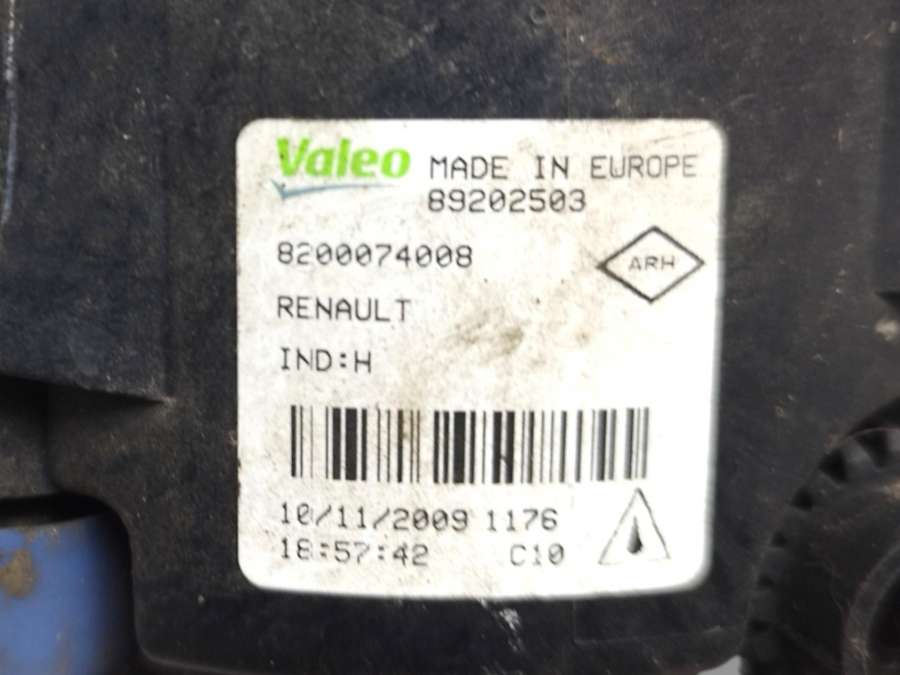 Valeo MADE IN EUROPE
89202503
8200074008
ARH
RENAULT
IND:H
10/11/2009 1176
18:57:42 C10